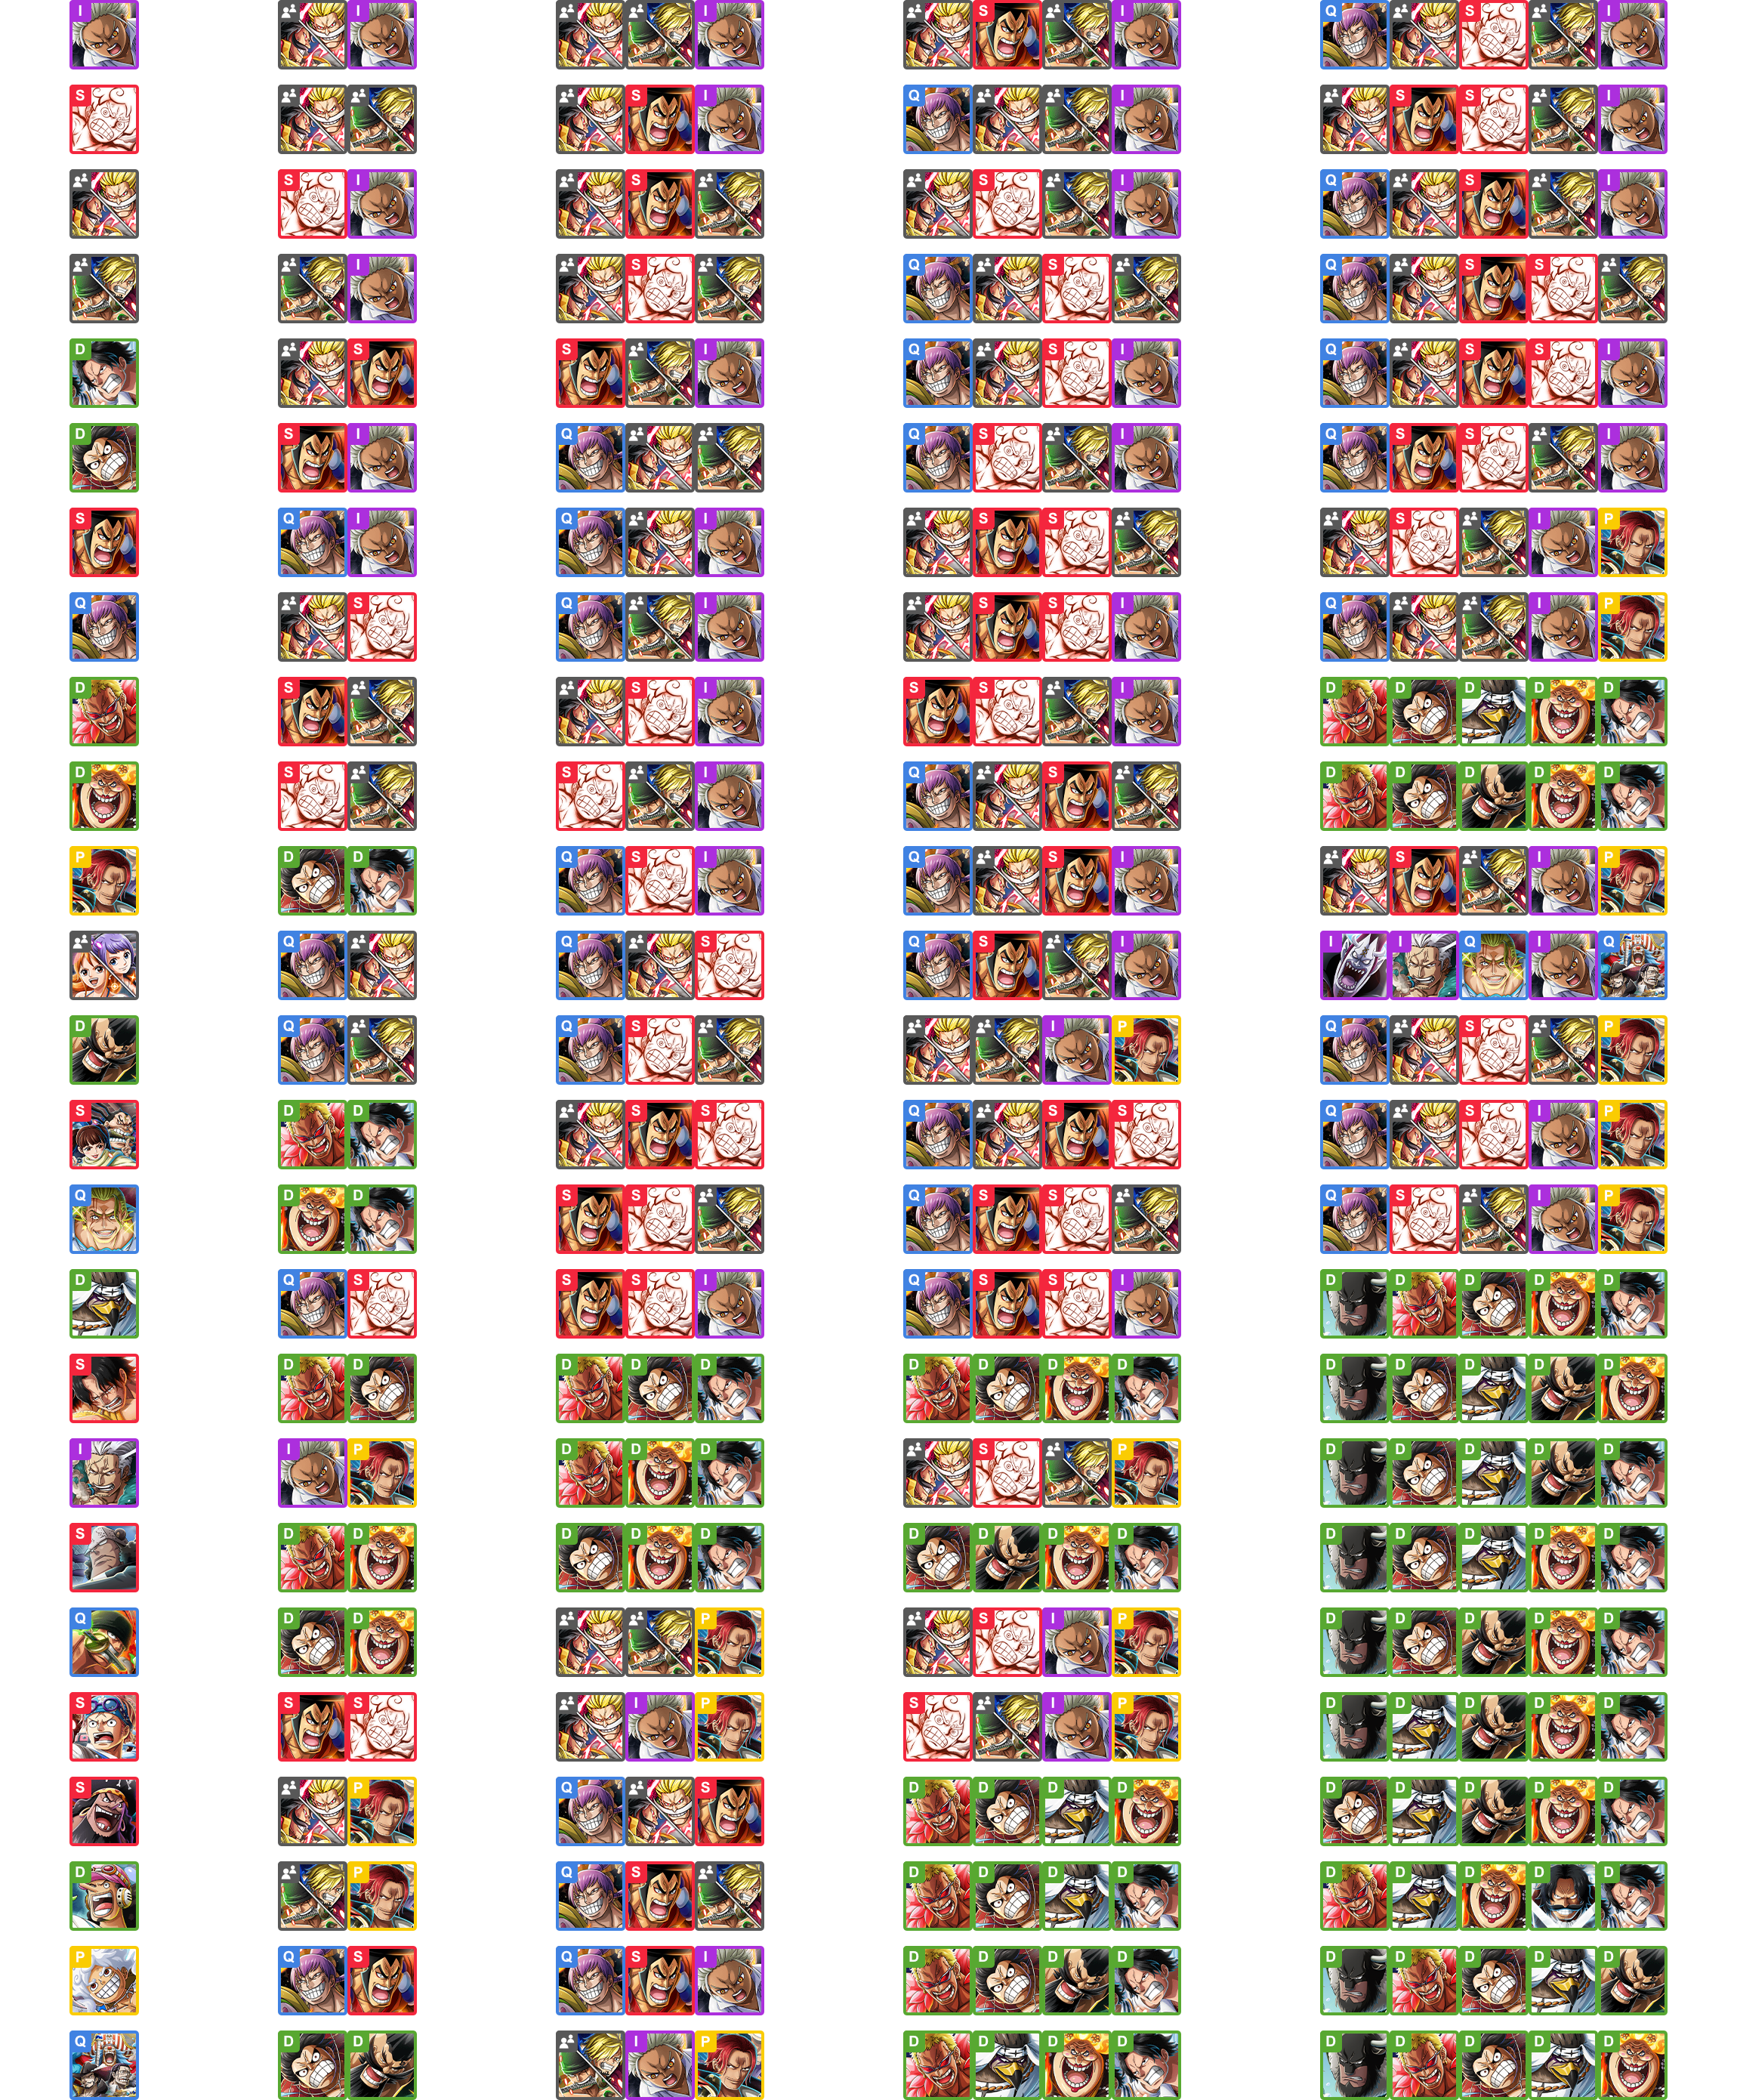 I I I S I Q S I
S S I Q I S S I
S I S S I Q S I
I S Q S Q S S
D S S I Q S I Q S S I
D S I Q Q S I Q S S I
S Q I Q I S S S I P
Q S Q I S S I Q I P
D S S I S S I D D D D D
D S S I Q S D D D D D
P D D Q S I Q S I S I P
Q Q S Q S I I I Q I Q
D Q Q S I P Q S P
S D D S S Q S S Q S I P
Q D D S S Q S S Q S I P
D Q S S S I Q S S I D D D D D
S D D D D D D D D D D D D D D
I I P D D D S P D D D D D
S D D D D D D D D D D D D D D
Q D D P S I P D D D D D
S S S I P S I P D D D D D
S P Q S D D D D D D D D D
D P Q S D D D D D D D D D
P Q S Q S I D D D D D D D D D
Q D D I P D D D D D D D D D